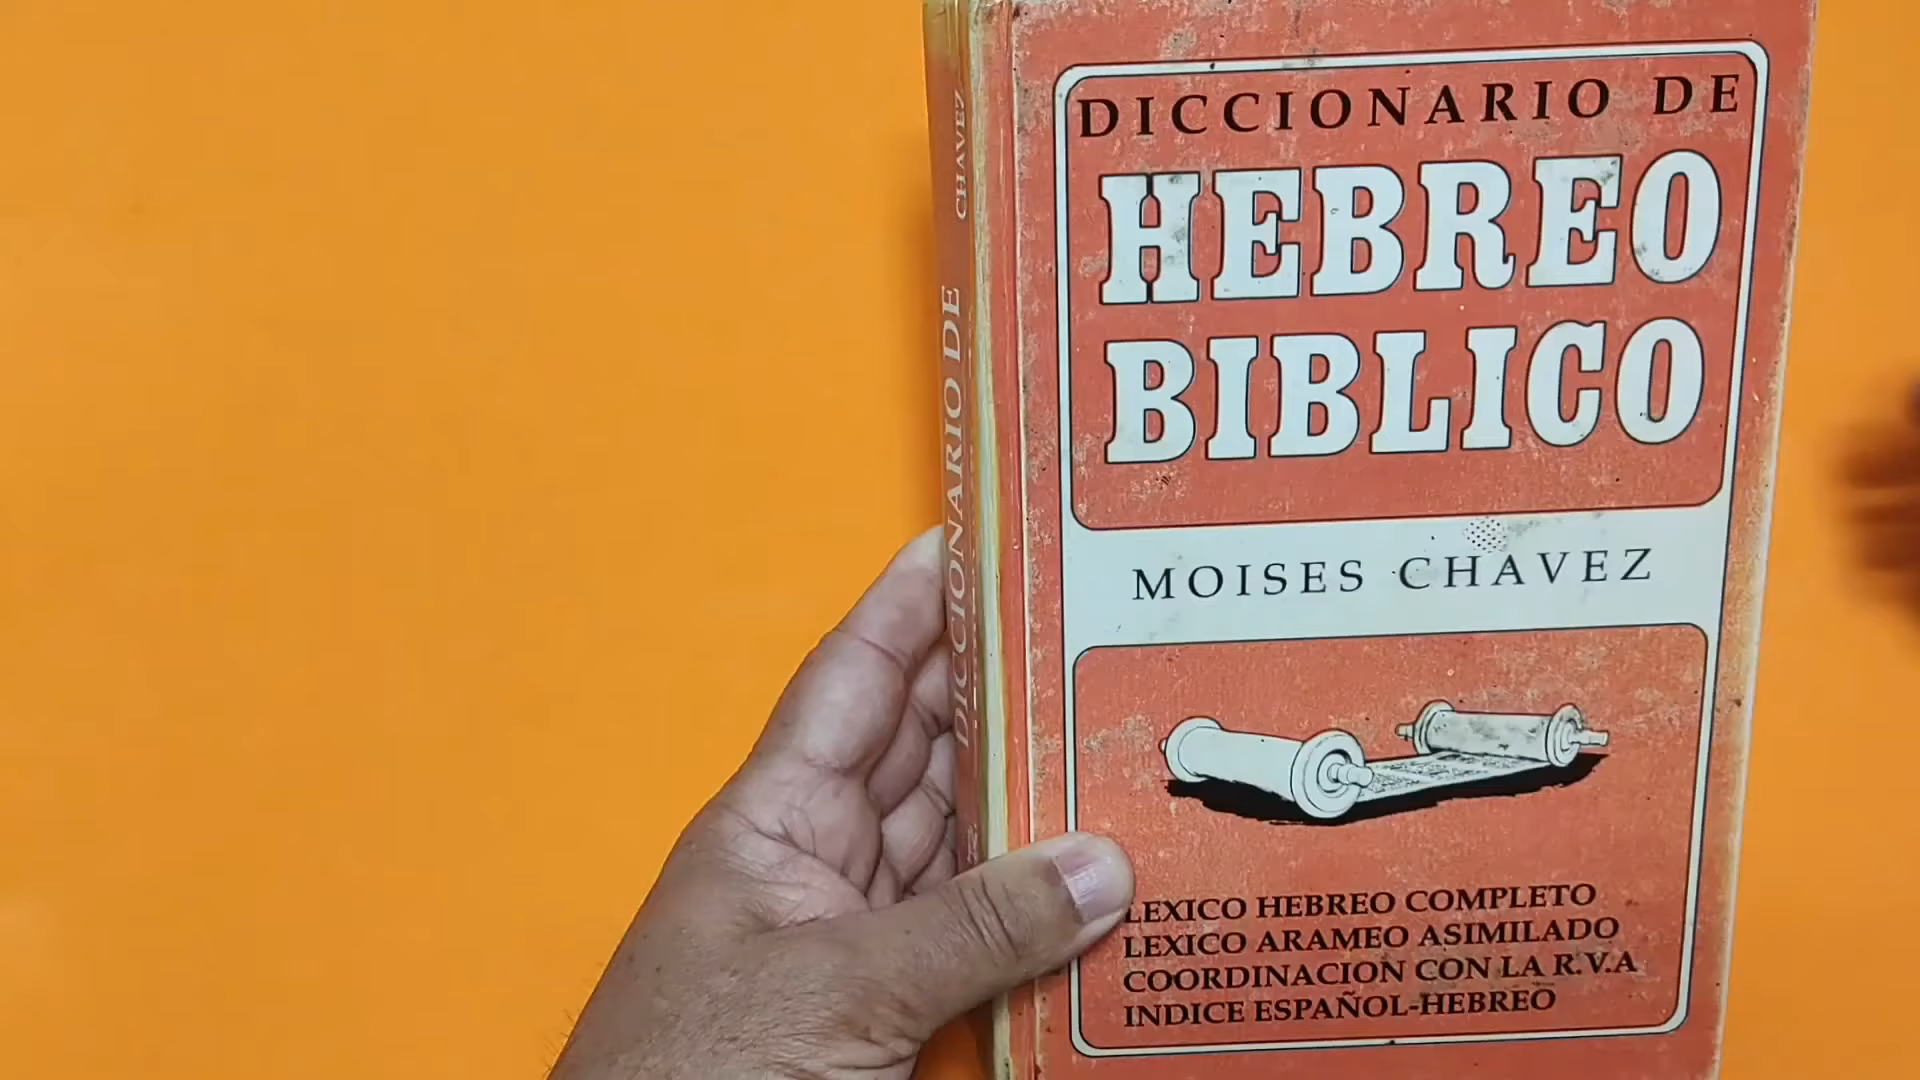 DICCIONARIO DE
HEBREO
BIBLICO
MOISES CHAVEZ
LEXICO HEBREO COMPLETO
LEXICO ARAMEO ASIMILADO
COORDINACION CON LA R.V.A
INDICE ESPAÑOL-HEBREO
DICCIONARIO DE
CHAVEZ